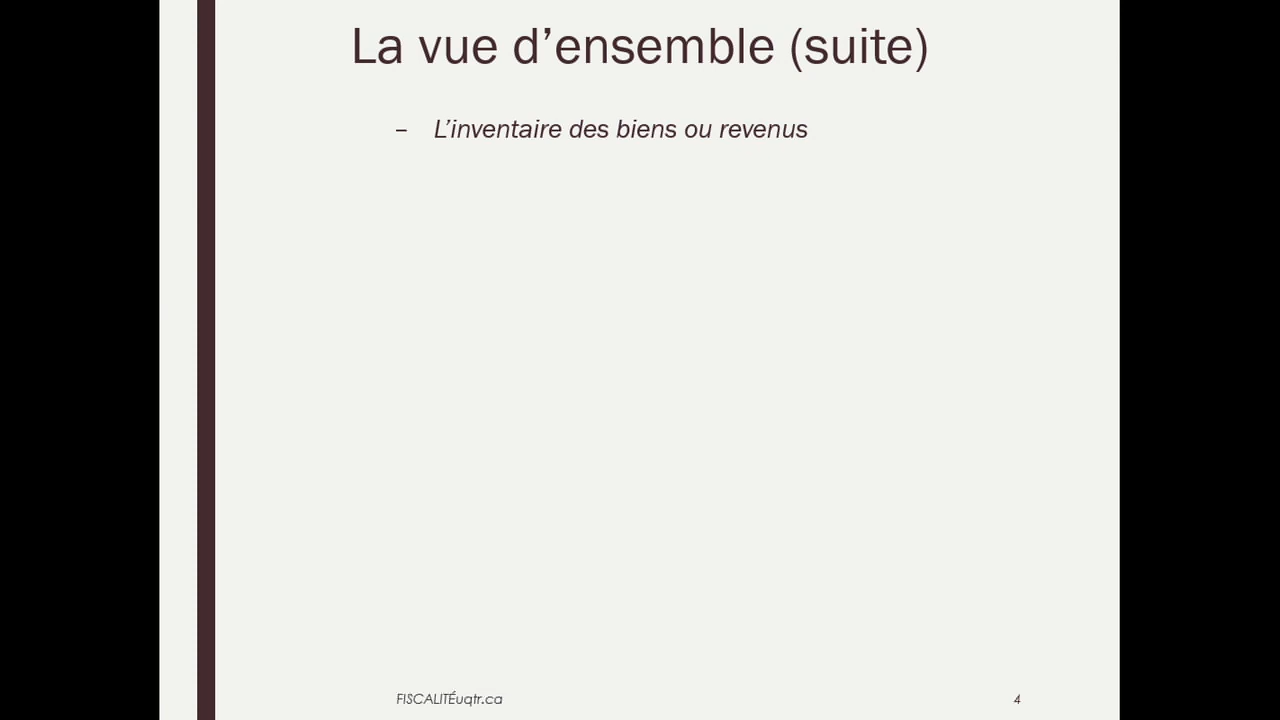 La vue d’ensemble (suite)
– L’inventaire des biens ou revenus
FISCALITÉuqtr.ca
4